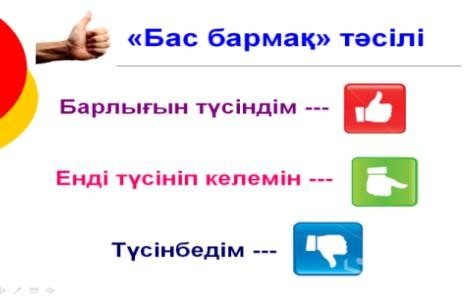 «Бас бармақ» тәсілі
Барлығын түсіндім ---
Енді түсініп келемін ---
Түсінбедім ---